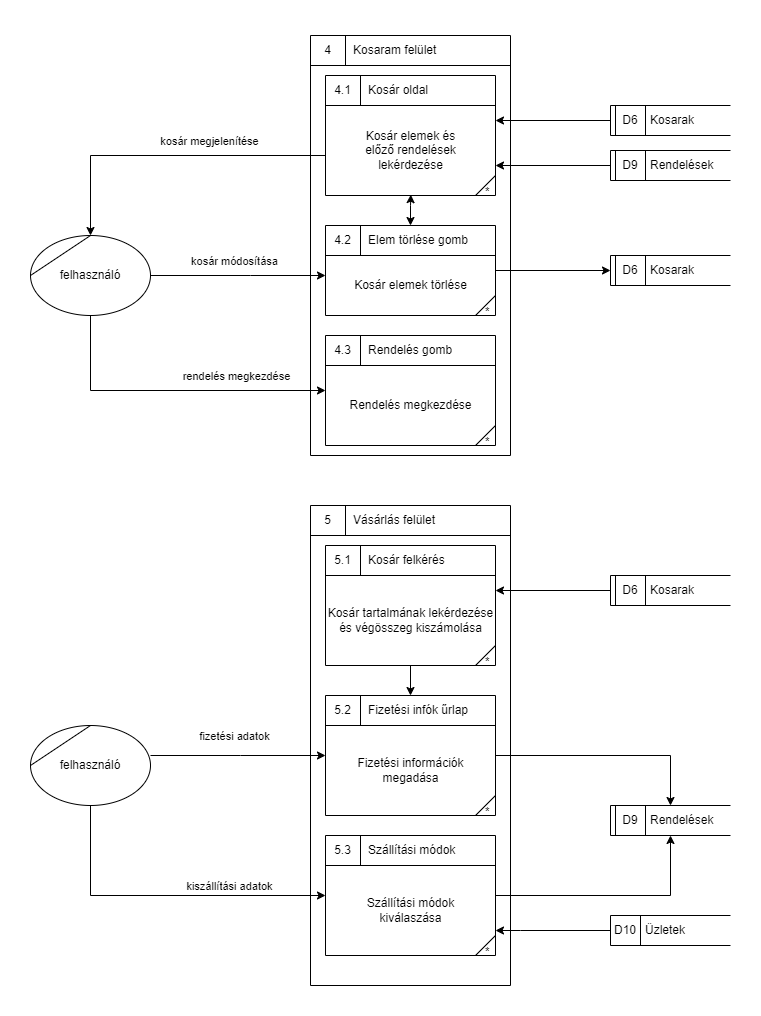 4 Kosaram felület
4.1 Kosár oldal
Kosár elemek és
előző rendelések
lekérdezése
*
D6 Kosarak
D9 Rendelések
kosár megjelenítése
felhasználó
kosár módosítása
4.2 Elem törlése gomb
Kosár elemek törlése
*
D6 Kosarak
rendelés megkezdése
4.3 Rendelés gomb
Rendelés megkezdése
*
5 Vásárlás felület
5.1 Kosár felkérés
Kosár tartalmának lekérdezése
és végösszeg kiszámolása
*
D6 Kosarak
felhasználó
fizetési adatok
5.2 Fizetési infók űrlap
Fizetési információk
megadása
*
D9 Rendelések
kiszállítási adatok
5.3 Szállítási módok
Szállítási módok
kiválaszása
*
D10 Üzletek